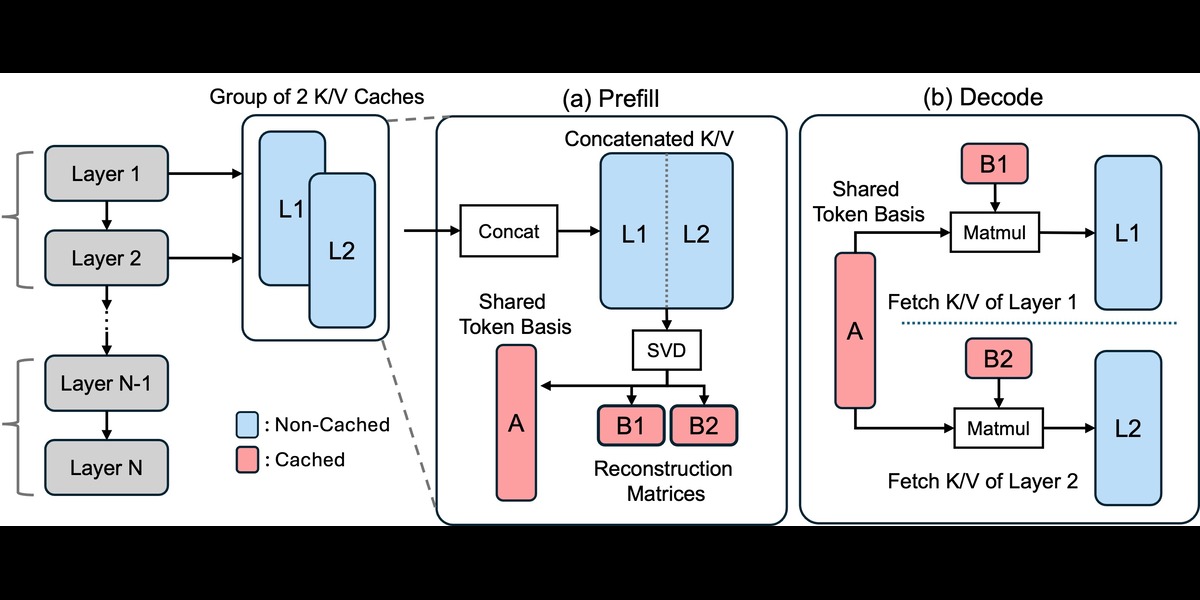 Group of 2 K/V Caches
Layer 1
Layer 2
Layer N-1
Layer N
L1
L2
: Non-Cached
: Cached
(a) Prefill
Concatenated K/V
Concat
L1
L2
Shared
Token Basis
SVD
A
B1
B2
Reconstruction
Matrices
(b) Decode
B1
Shared
Token Basis
Matmul
L1
A
Fetch K/V of Layer 1
B2
Matmul
L2
Fetch K/V of Layer 2